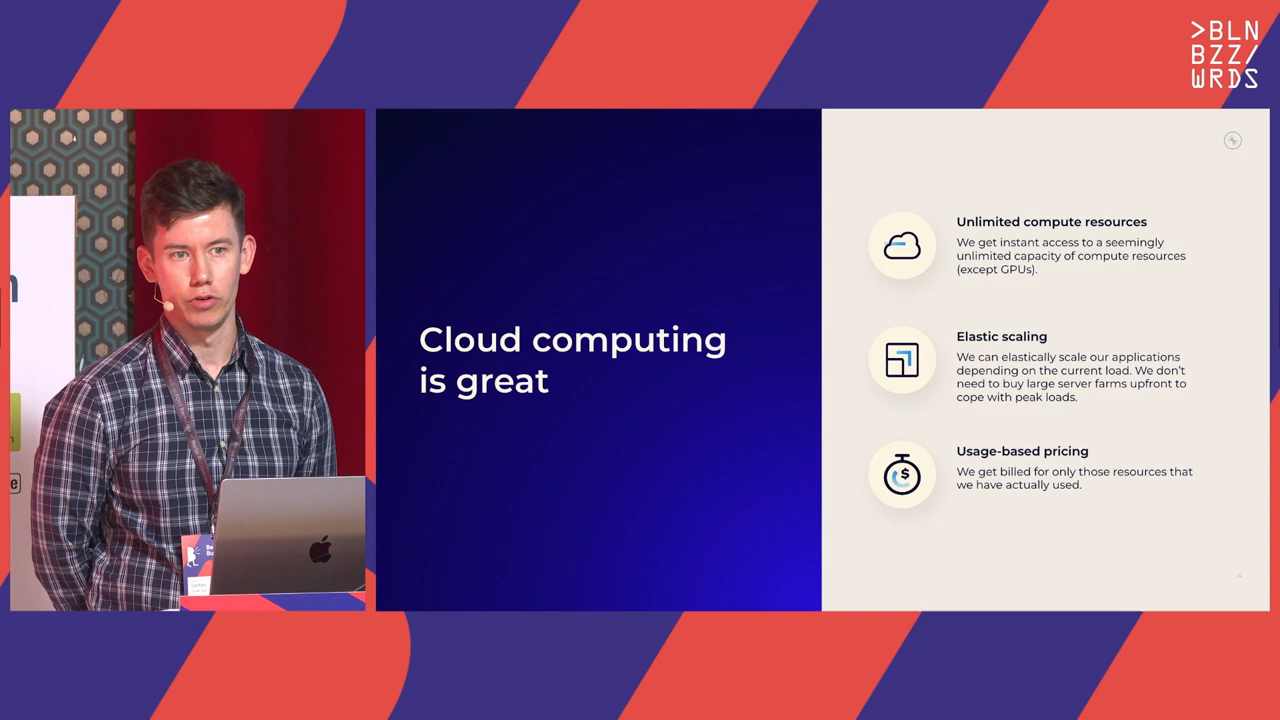 >BLN
BZZ/
WRDS
Cloud computing
is great
Unlimited compute resources
We get instant access to a seemingly
unlimited capacity of compute resources
(except GPUs).
Elastic scaling
We can elastically scale our applications
depending on the current load. We don't
need to buy large server farms upfront to
cope with peak loads.
Usage-based pricing
$
We get billed for only those resources that
we have actually used.